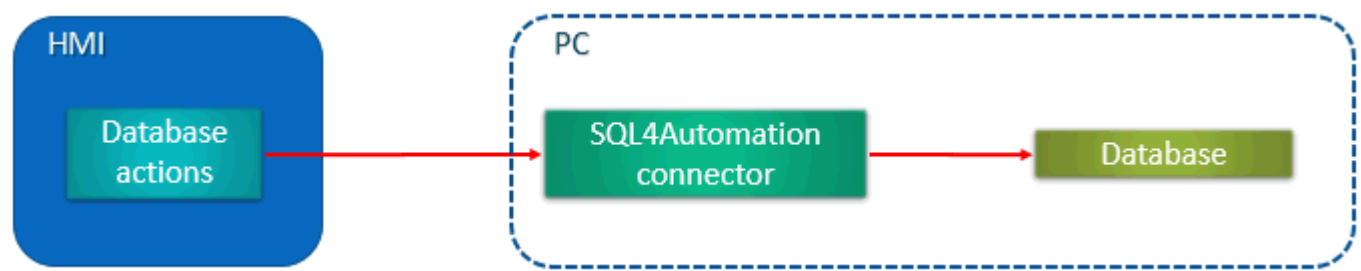 HMI
PC
Database
actions
SQL4Automation
connector
Database